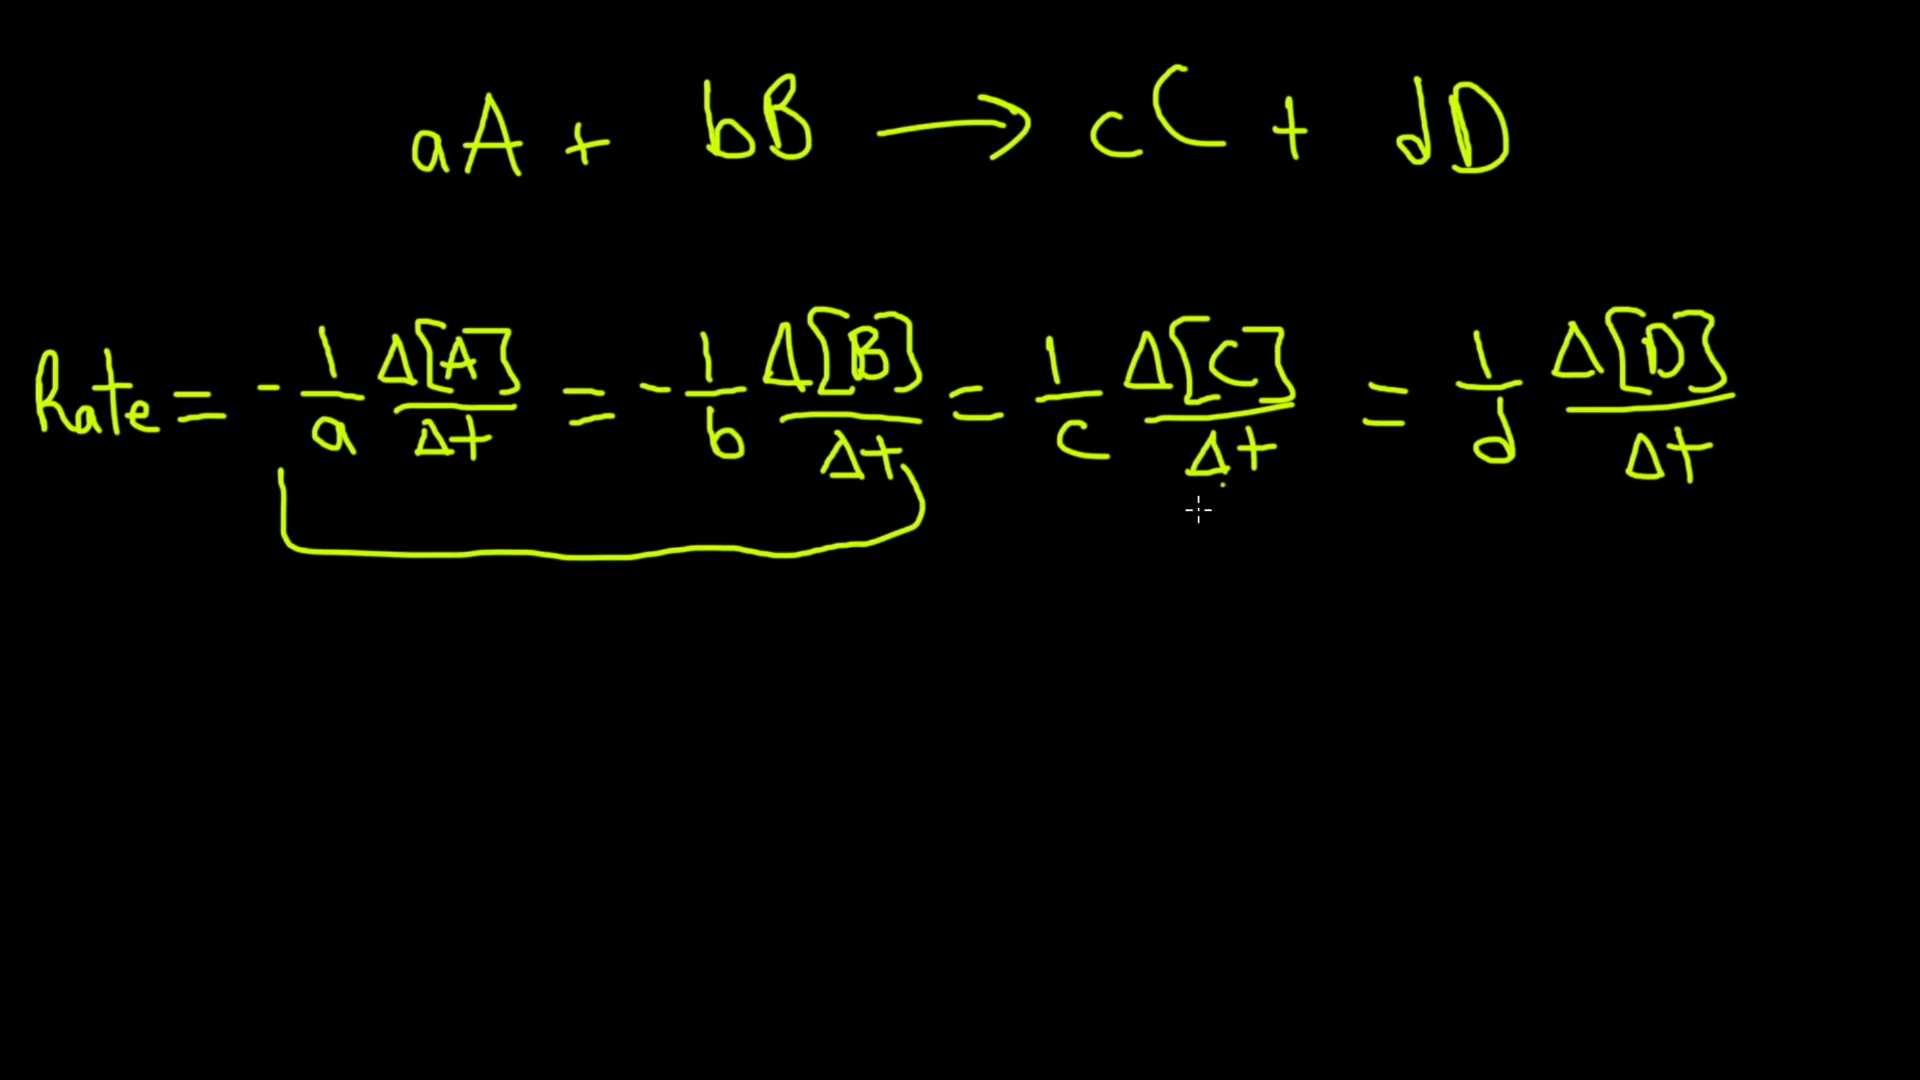 aA + bB → cC + dD
Rate = - 1/a Δ[A]/Δt = - 1/b Δ[B]/Δt = 1/c Δ[C]/Δt = 1/d Δ[D]/Δt